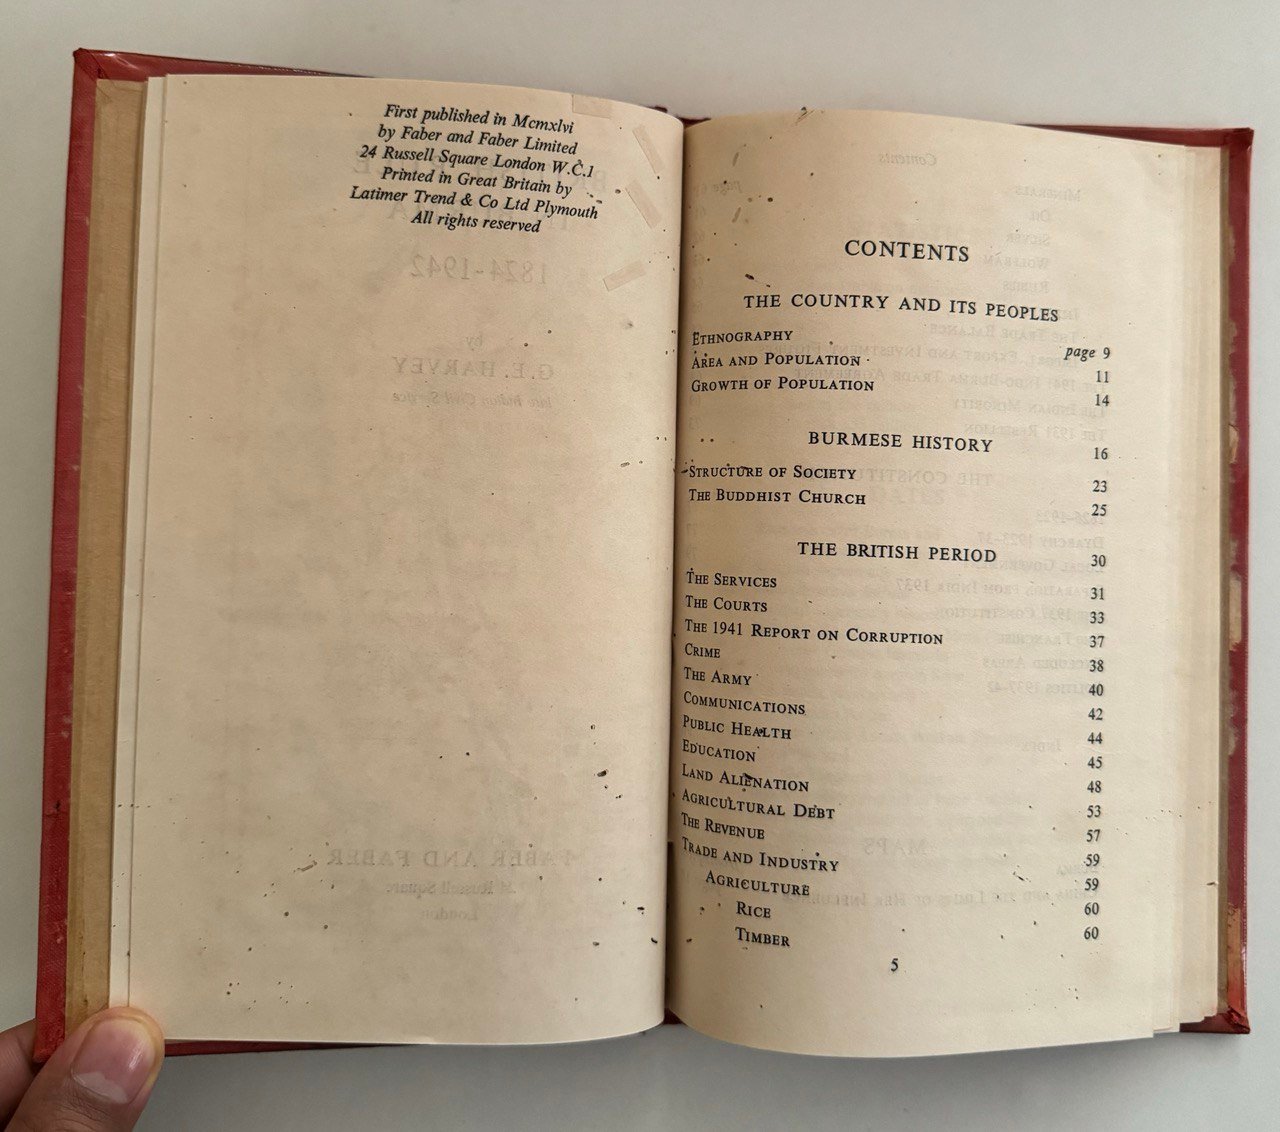 First published in Mcmxlvi
by Faber and Faber Limited
24 Russell Square London W.C.1
Printed in Great Britain by
Latimer Trend & Co Ltd Plymouth
All rights reserved
CONTENTS
THE COUNTRY AND ITS PEOPLES
ETHNOGRAPHY page 9
AREA AND POPULATION 11
GROWTH OF POPULATION 14
BURMESE HISTORY 16
STRUCTURE OF SOCIETY 23
THE BUDDHIST CHURCH 25
THE BRITISH PERIOD 30
THE SERVICES 31
THE COURTS 33
THE 1941 REPORT ON CORRUPTION 37
CRIME 38
THE ARMY 40
COMMUNICATIONS 42
PUBLIC HEALTH 44
EDUCATION 45
LAND ALIENATION 48
AGRICULTURAL DEBT 53
THE REVENUE 57
TRADE AND INDUSTRY 59
AGRICULTURE 59
RICE 60
TIMBER 60
5